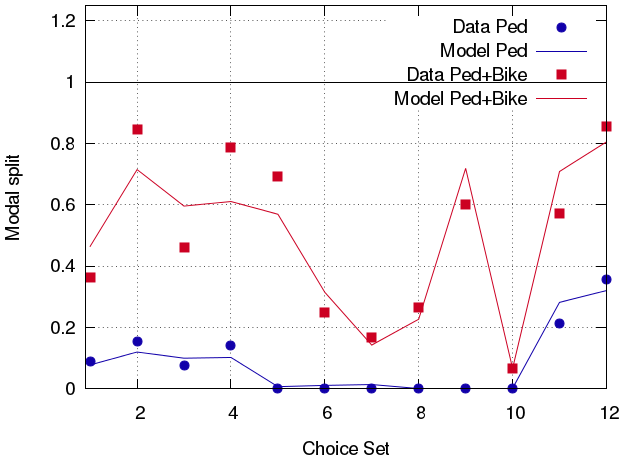 1.2
1
0.8
0.6
0.4
0.2
0
Modal split
Data Ped
Model Ped
Data Ped+Bike
Model Ped+Bike
2 4 6 8 10 12
Choice Set